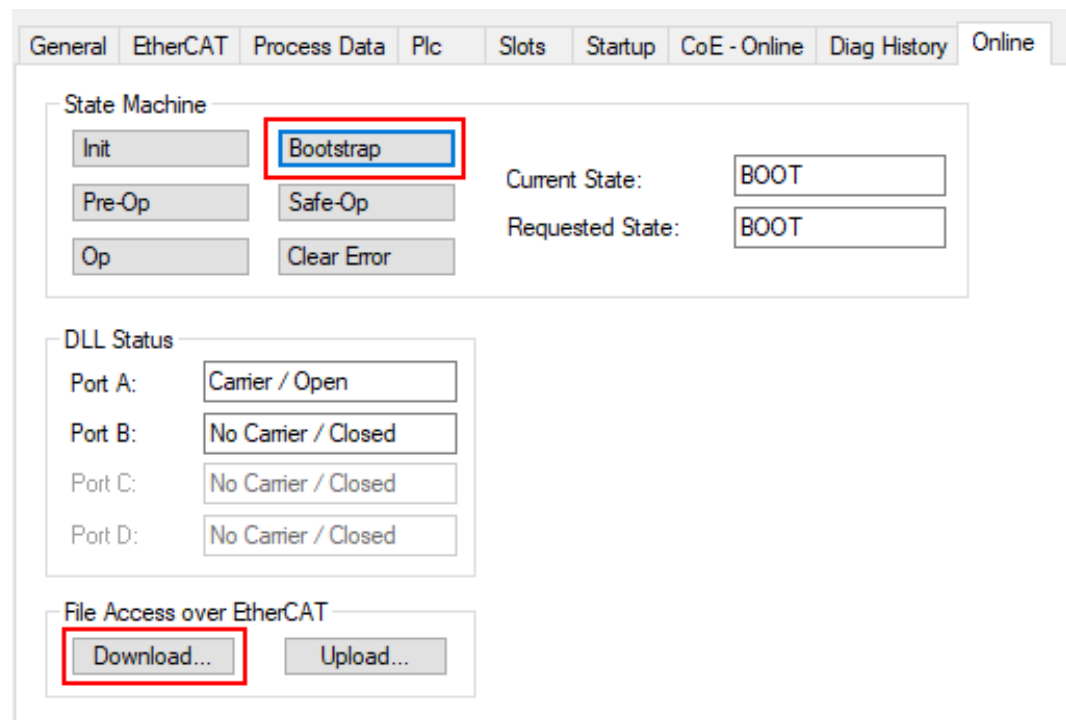 General EtherCAT Process Data Plc Slots Startup CoE - Online Diag History Online
State Machine
Init Bootstrap
Pre-Op Safe-Op
Op Clear Error
Current State: BOOT
Requested State: BOOT
DLL Status
Port A: Carrier / Open
Port B: No Carrier / Closed
Port C: No Carrier / Closed
Port D: No Carrier / Closed
File Access over EtherCAT
Download... Upload...